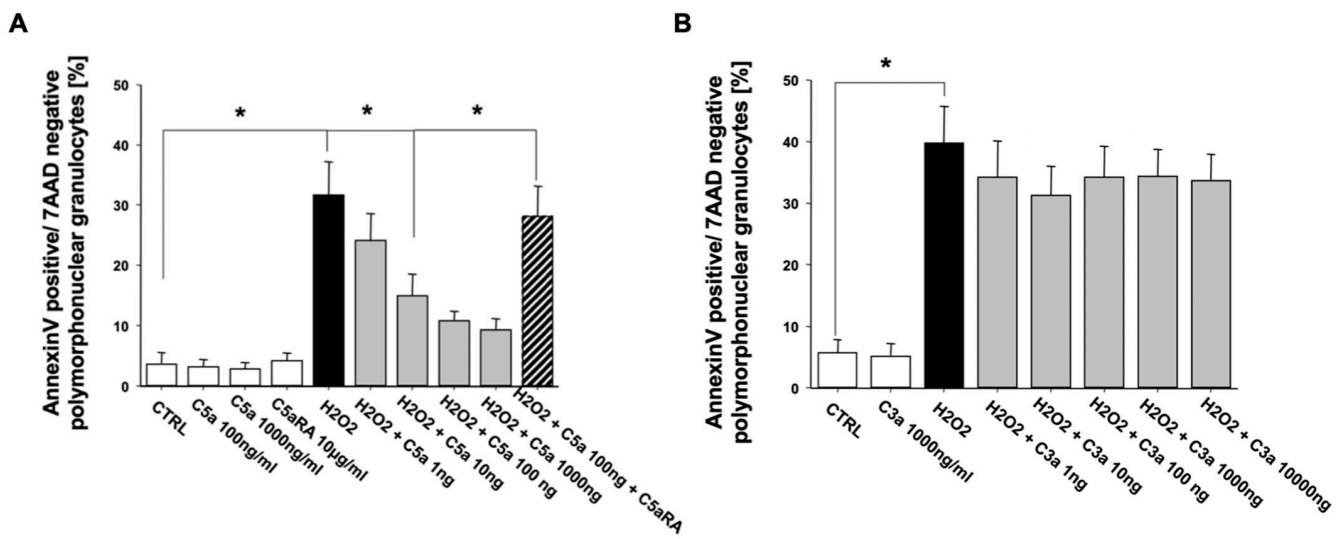 A
AnnexinV positive/ 7AAD negative
polymorphonuclear granulocytes [%]
50
40
30
20
10
0
*
*
*
CTRL
C5a 100ng/ml
C5a 1000ng/ml
C5aRA 10µg/ml
H2O2
H2O2 + C5a 1ng
H2O2 + C5a 10ng
H2O2 + C5a 100 ng
H2O2 + C5a 1000ng
H2O2 + C5a 100ng + C5aRA
B
AnnexinV positive/ 7AAD negative
polymorphonuclear granulocytes [%]
50
40
30
20
10
0
*
CTRL
C3a 1000ng/ml
H2O2
H2O2 + C3a 1ng
H2O2 + C3a 10ng
H2O2 + C3a 100 ng
H2O2 + C3a 1000ng
H2O2 + C3a 10000ng